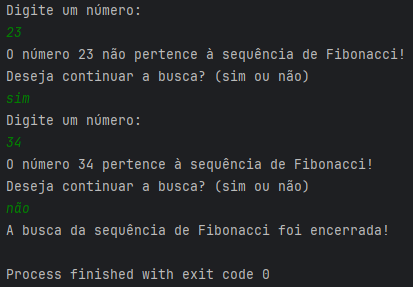 Digite um número:
23
O número 23 não pertence à sequência de Fibonacci!
Deseja continuar a busca? (sim ou não)
sim
Digite um número:
34
O número 34 pertence à sequência de Fibonacci!
Deseja continuar a busca? (sim ou não)
não
A busca da sequência de Fibonacci foi encerrada!
Process finished with exit code 0